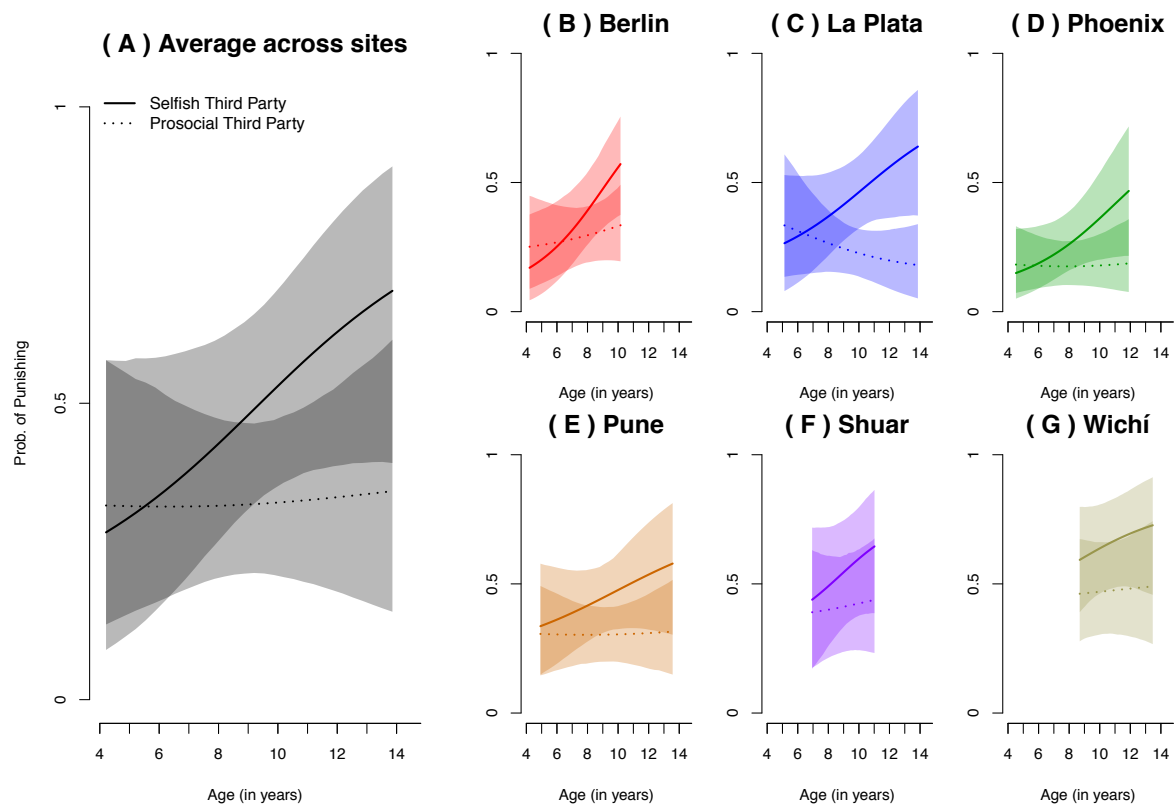 ( A ) Average across sites
Selfish Third Party
Prosocial Third Party
Prob. of Punishing
0 0.5 1
4 6 8 10 12 14
Age (in years)
( B ) Berlin
0 0.5 1
4 6 8 10 12 14
Age (in years)
( C ) La Plata
0 0.5 1
4 6 8 10 12 14
Age (in years)
( D ) Phoenix
0 0.5 1
4 6 8 10 12 14
Age (in years)
( E ) Pune
0 0.5 1
4 6 8 10 12 14
Age (in years)
( F ) Shuar
0 0.5 1
4 6 8 10 12 14
Age (in years)
( G ) Wichí
0 0.5 1
4 6 8 10 12 14
Age (in years)